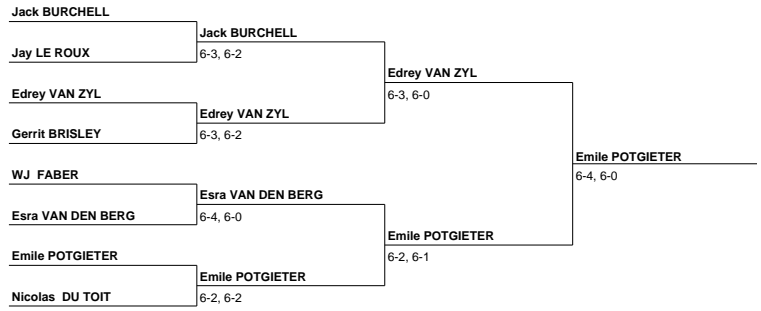 Jack BURCHELL
Jack BURCHELL
Jay LE ROUX
6-3, 6-2
Edrey VAN ZYL
6-3, 6-0
Edrey VAN ZYL
Edrey VAN ZYL
Gerrit BRISLEY
6-3, 6-2
Emile POTGIETER
6-4, 6-0
WJ FABER
Esra VAN DEN BERG
Esra VAN DEN BERG
6-4, 6-0
Emile POTGIETER
6-2, 6-1
Emile POTGIETER
Emile POTGIETER
Nicolas DU TOIT
6-2, 6-2